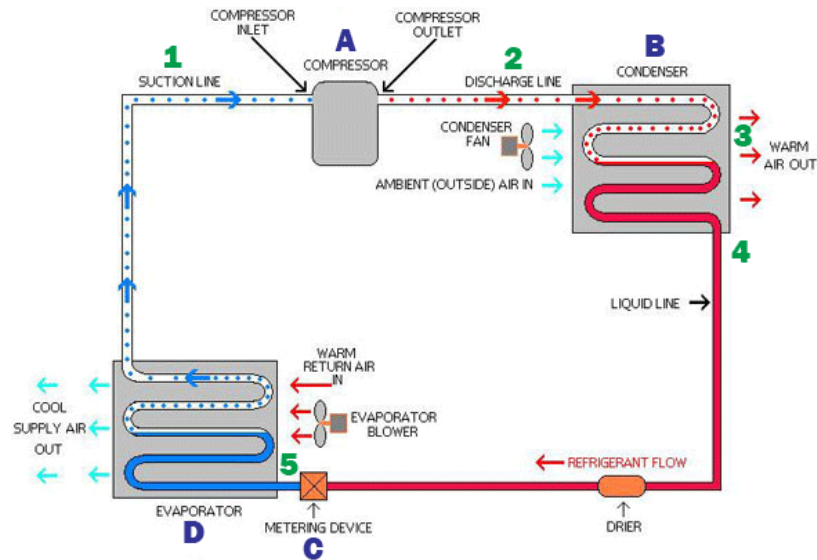 COMPRESSOR
INLET
A
COMPRESSOR
OUTLET
1
COMPRESSOR
2
B
SUCTION LINE
DISCHARGE LINE
CONDENSER
CONDENSER
FAN
3
WARM
AIR OUT
AMBIENT (OUTSIDE) AIR IN
4
LIQUID LINE
WARM
RETURN AIR
IN
COOL
SUPPLY AIR
OUT
EVAPORATOR
BLOWER
5
REFRIGERANT FLOW
EVAPORATOR
D
METERING DEVICE
C
DRIER